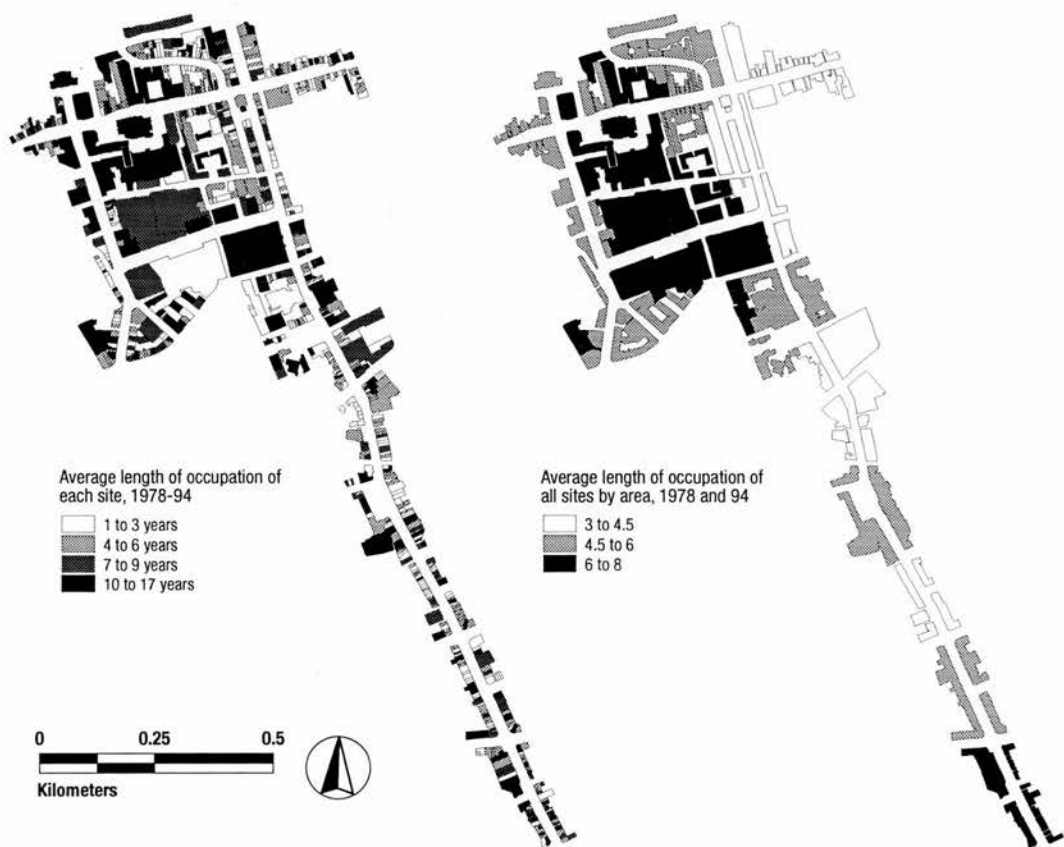 Average length of occupation of
each site, 1978-94
1 to 3 years
4 to 6 years
7 to 9 years
10 to 17 years
Average length of occupation of
all sites by area, 1978 and 94
3 to 4.5
4.5 to 6
6 to 8
0 0.25 0.5
Kilometers